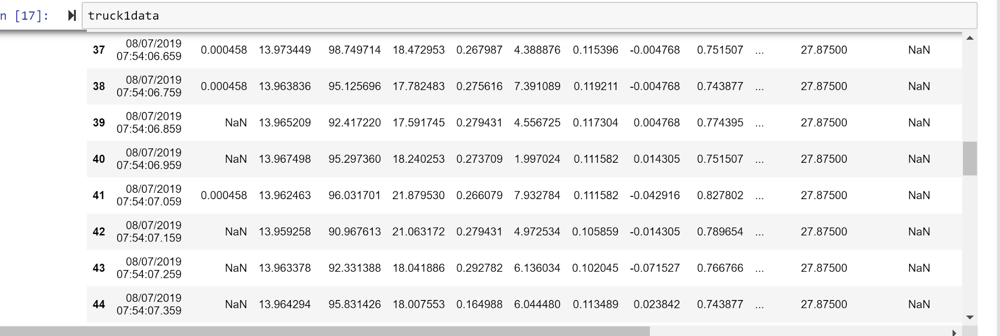 n [17]: truck1data
37 08/07/2019 07:54:06.659 0.000458 13.973449 98.749714 18.472953 0.267987 4.388876 0.115396 -0.004768 0.751507 ... 27.87500 NaN
38 08/07/2019 07:54:06.759 0.000458 13.963836 95.125696 17.782483 0.275616 7.391089 0.119211 -0.004768 0.743877 ... 27.87500 NaN
39 08/07/2019 07:54:06.859 NaN 13.965209 92.417220 17.591745 0.279431 4.556725 0.117304 0.004768 0.774395 ... 27.87500 NaN
40 08/07/2019 07:54:06.959 NaN 13.967498 95.297360 18.240253 0.273709 1.997024 0.111582 0.014305 0.751507 ... 27.87500 NaN
41 08/07/2019 07:54:07.059 0.000458 13.962463 96.031701 21.879530 0.266079 7.932784 0.111582 -0.042916 0.827802 ... 27.87500 NaN
42 08/07/2019 07:54:07.159 NaN 13.959258 90.967613 21.063172 0.279431 4.972534 0.105859 -0.014305 0.789654 ... 27.87500 NaN
43 08/07/2019 07:54:07.259 NaN 13.963378 92.331388 18.041886 0.292782 6.136034 0.102045 -0.071527 0.766766 ... 27.87500 NaN
44 08/07/2019 07:54:07.359 NaN 13.964294 95.831426 18.007553 0.164988 6.044480 0.113489 0.023842 0.743877 ... 27.87500 NaN